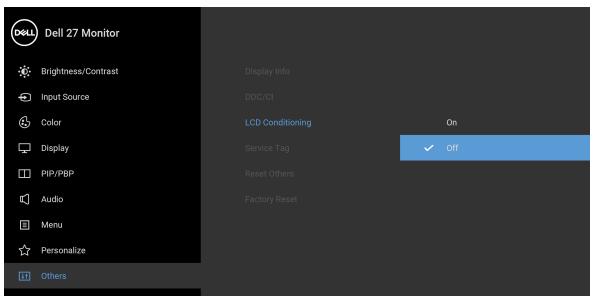 DELL Dell 27 Monitor
Brightness/Contrast
Input Source
Color
Display
PIP/PBP
Audio
Menu
Personalize
Others
Display Info
DDC/CI
LCD Conditioning
Service Tag
Reset Others
Factory Reset
On
Off